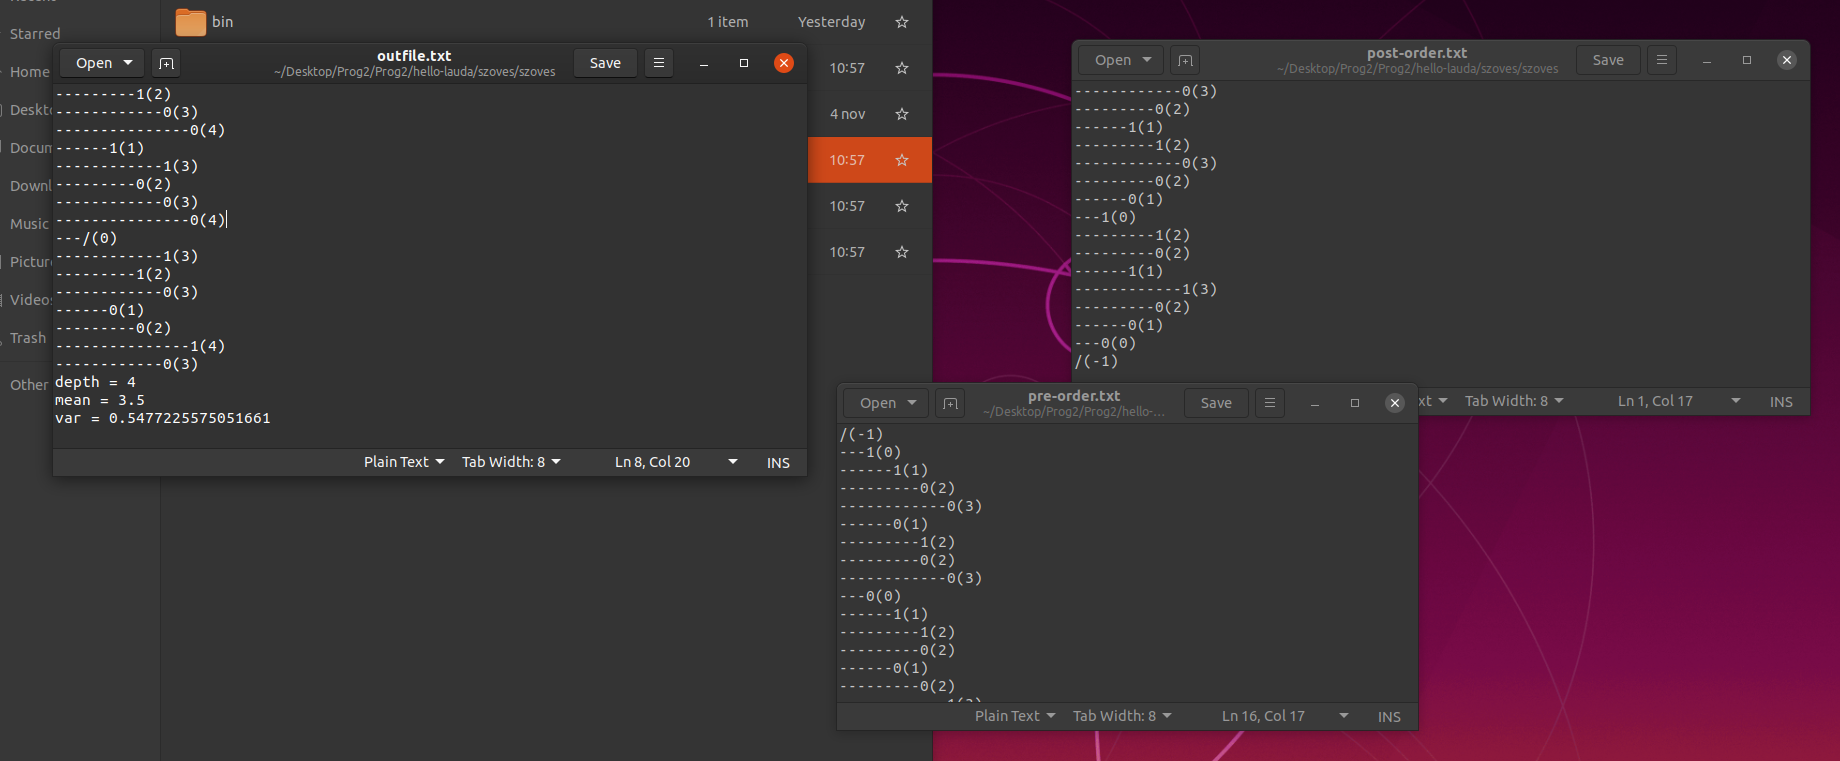 Recent
Starred
Home
Documents
Music
Pictures
Videos
Trash
Other
bin 1 item Yesterday
10:57
4 nov
10:57
10:57
10:57
Open outfile.txt Save
~/Desktop/Prog2/Prog2/hello-lauda/szoves/szoves
---------1(2)
------------0(3)
---------------0(4)
------1(1)
------------1(3)
---------0(2)
------------0(3)
---------------0(4)
---/(0)
------------1(3)
---------1(2)
------------0(3)
------0(1)
---------0(2)
---------------1(4)
------------0(3)
depth = 4
mean = 3.5
var = 0.5477225575051661
Plain Text Tab Width: 8 Ln 8, Col 20 INS
Open post-order.txt Save
~/Desktop/Prog2/Prog2/hello-lauda/szoves/szoves
------------0(3)
---------0(2)
------1(1)
---------1(2)
------------0(3)
---------0(2)
------0(1)
---1(0)
---------1(2)
---------0(2)
------1(1)
------------1(3)
---------0(2)
------0(1)
---0(0)
/(-1)
xt Tab Width: 8 Ln 1, Col 17 INS
Open pre-order.txt Save
~/Desktop/Prog2/Prog2/hello-...
/(-1)
---1(0)
------1(1)
---------0(2)
------------0(3)
------0(1)
---------1(2)
---------0(2)
------------0(3)
---0(0)
------1(1)
---------1(2)
---------0(2)
------0(1)
---------0(2)
------------1(3)
Plain Text Tab Width: 8 Ln 16, Col 17 INS